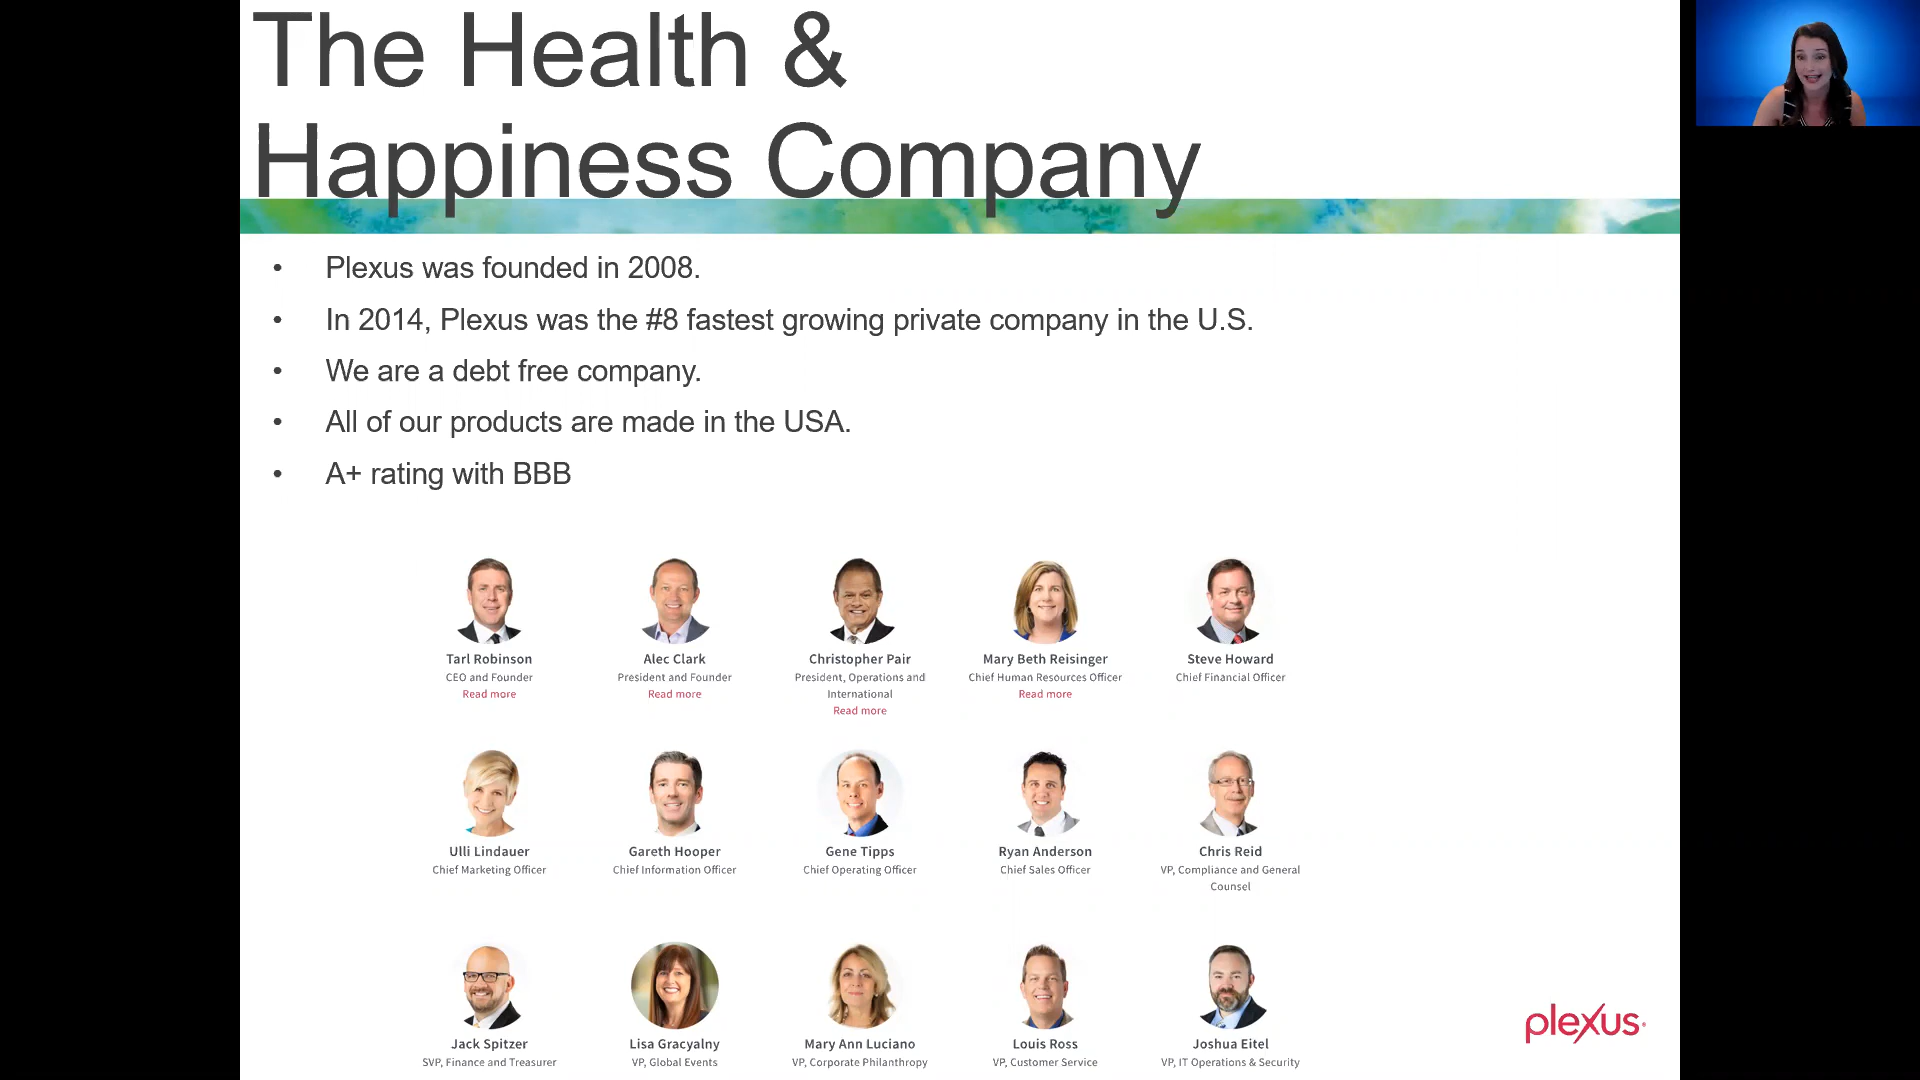 The Health &
Happiness Company
• Plexus was founded in 2008.
• In 2014, Plexus was the #8 fastest growing private company in the U.S.
• We are a debt free company.
• All of our products are made in the USA.
• A+ rating with BBB
Tarl Robinson
CEO and Founder
Read more
Alec Clark
President and Founder
Read more
Christopher Pair
President, Operations and
International
Read more
Mary Beth Reisinger
Chief Human Resources Officer
Read more
Steve Howard
Chief Financial Officer
Ulli Lindauer
Chief Marketing Officer
Gareth Hooper
Chief Information Officer
Gene Tipps
Chief Operating Officer
Ryan Anderson
Chief Sales Officer
Chris Reid
VP, Compliance and General
Counsel
Jack Spitzer
SVP, Finance and Treasurer
Lisa Gracyalny
VP, Global Events
Mary Ann Luciano
VP, Corporate Philanthropy
Louis Ross
VP, Customer Service
Joshua Eitel
VP, IT Operations & Security
plexus